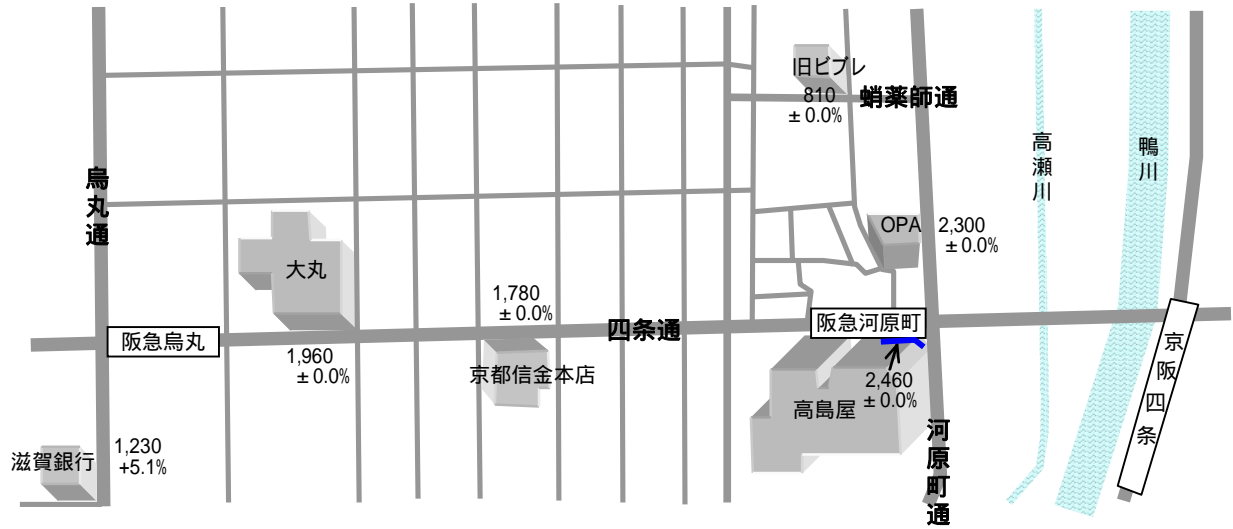 旧ビブレ
810
±0.0%
蛸薬師通
高瀬川
鴨川
烏丸通
OPA
2,300
±0.0%
大丸
1,780
±0.0%
四条通
阪急河原町
阪急烏丸
1,960
±0.0%
京都信金本店
高島屋
2,460
±0.0%
京阪四条
河原町通
滋賀銀行
1,230
+5.1%